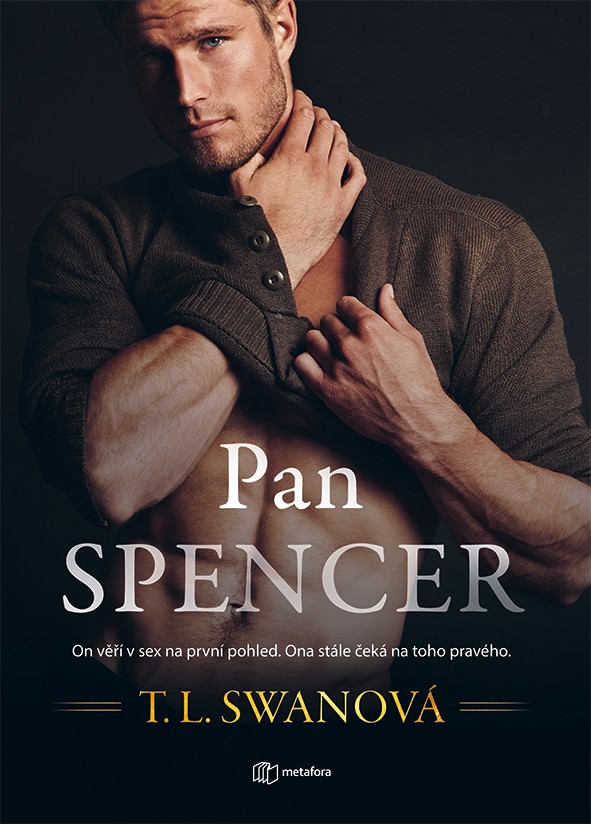 Pan
SPENCER
On věří v sex na první pohled. Ona stále čeká na toho pravého.
T. L. SWANOVÁ
metafora